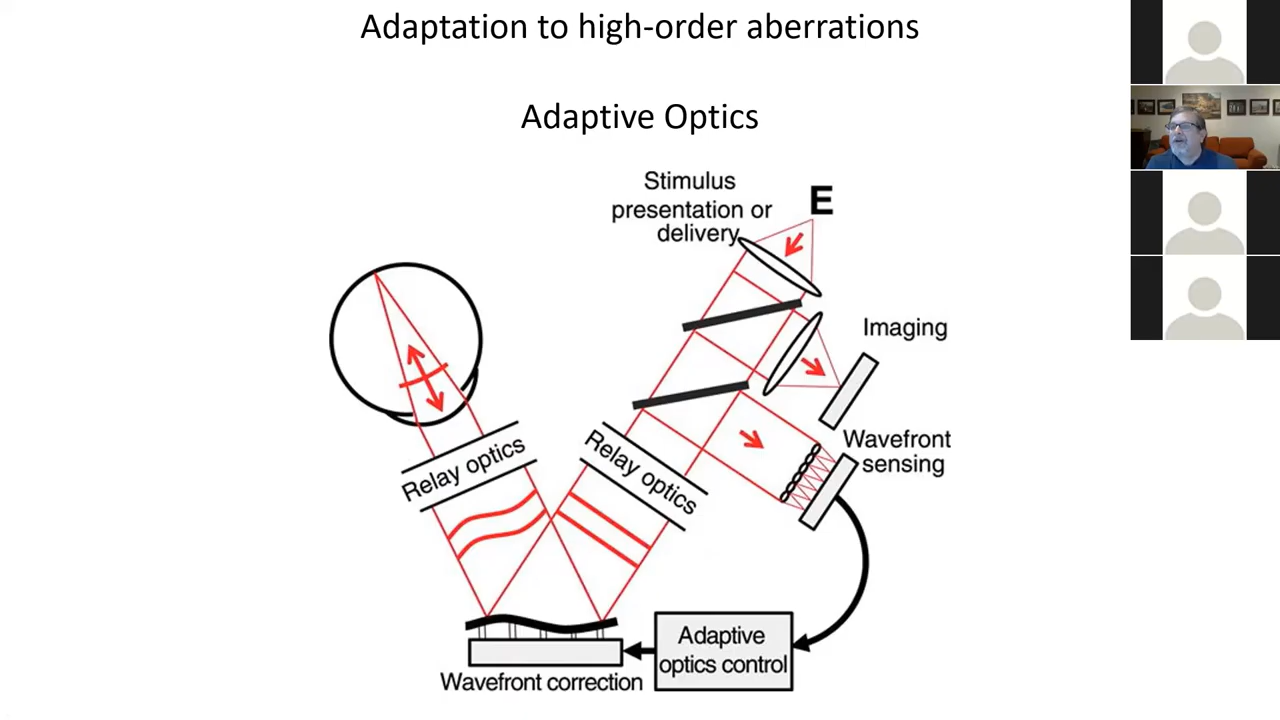 Adaptation to high-order aberrations
Adaptive Optics
Stimulus
presentation or
delivery
E
Imaging
Wavefront
sensing
Relay optics
Relay optics
Adaptive
optics control
Wavefront correction